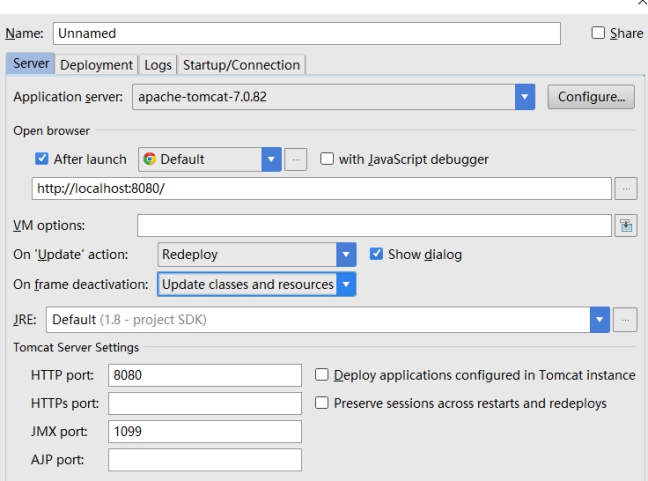 Name: Unnamed Share
Server Deployment Logs Startup/Connection
Application server: apache-tomcat-7.0.82 Configure...
Open browser
After launch Default ... with JavaScript debugger
http://localhost:8080/ ...
VM options:
On 'Update' action: Redeploy Show dialog
On frame deactivation: Update classes and resources
JRE: Default (1.8 - project SDK) ...
Tomcat Server Settings
HTTP port: 8080 Deploy applications configured in Tomcat instance
HTTPs port: Preserve sessions across restarts and redeploys
JMX port: 1099
AJP port: